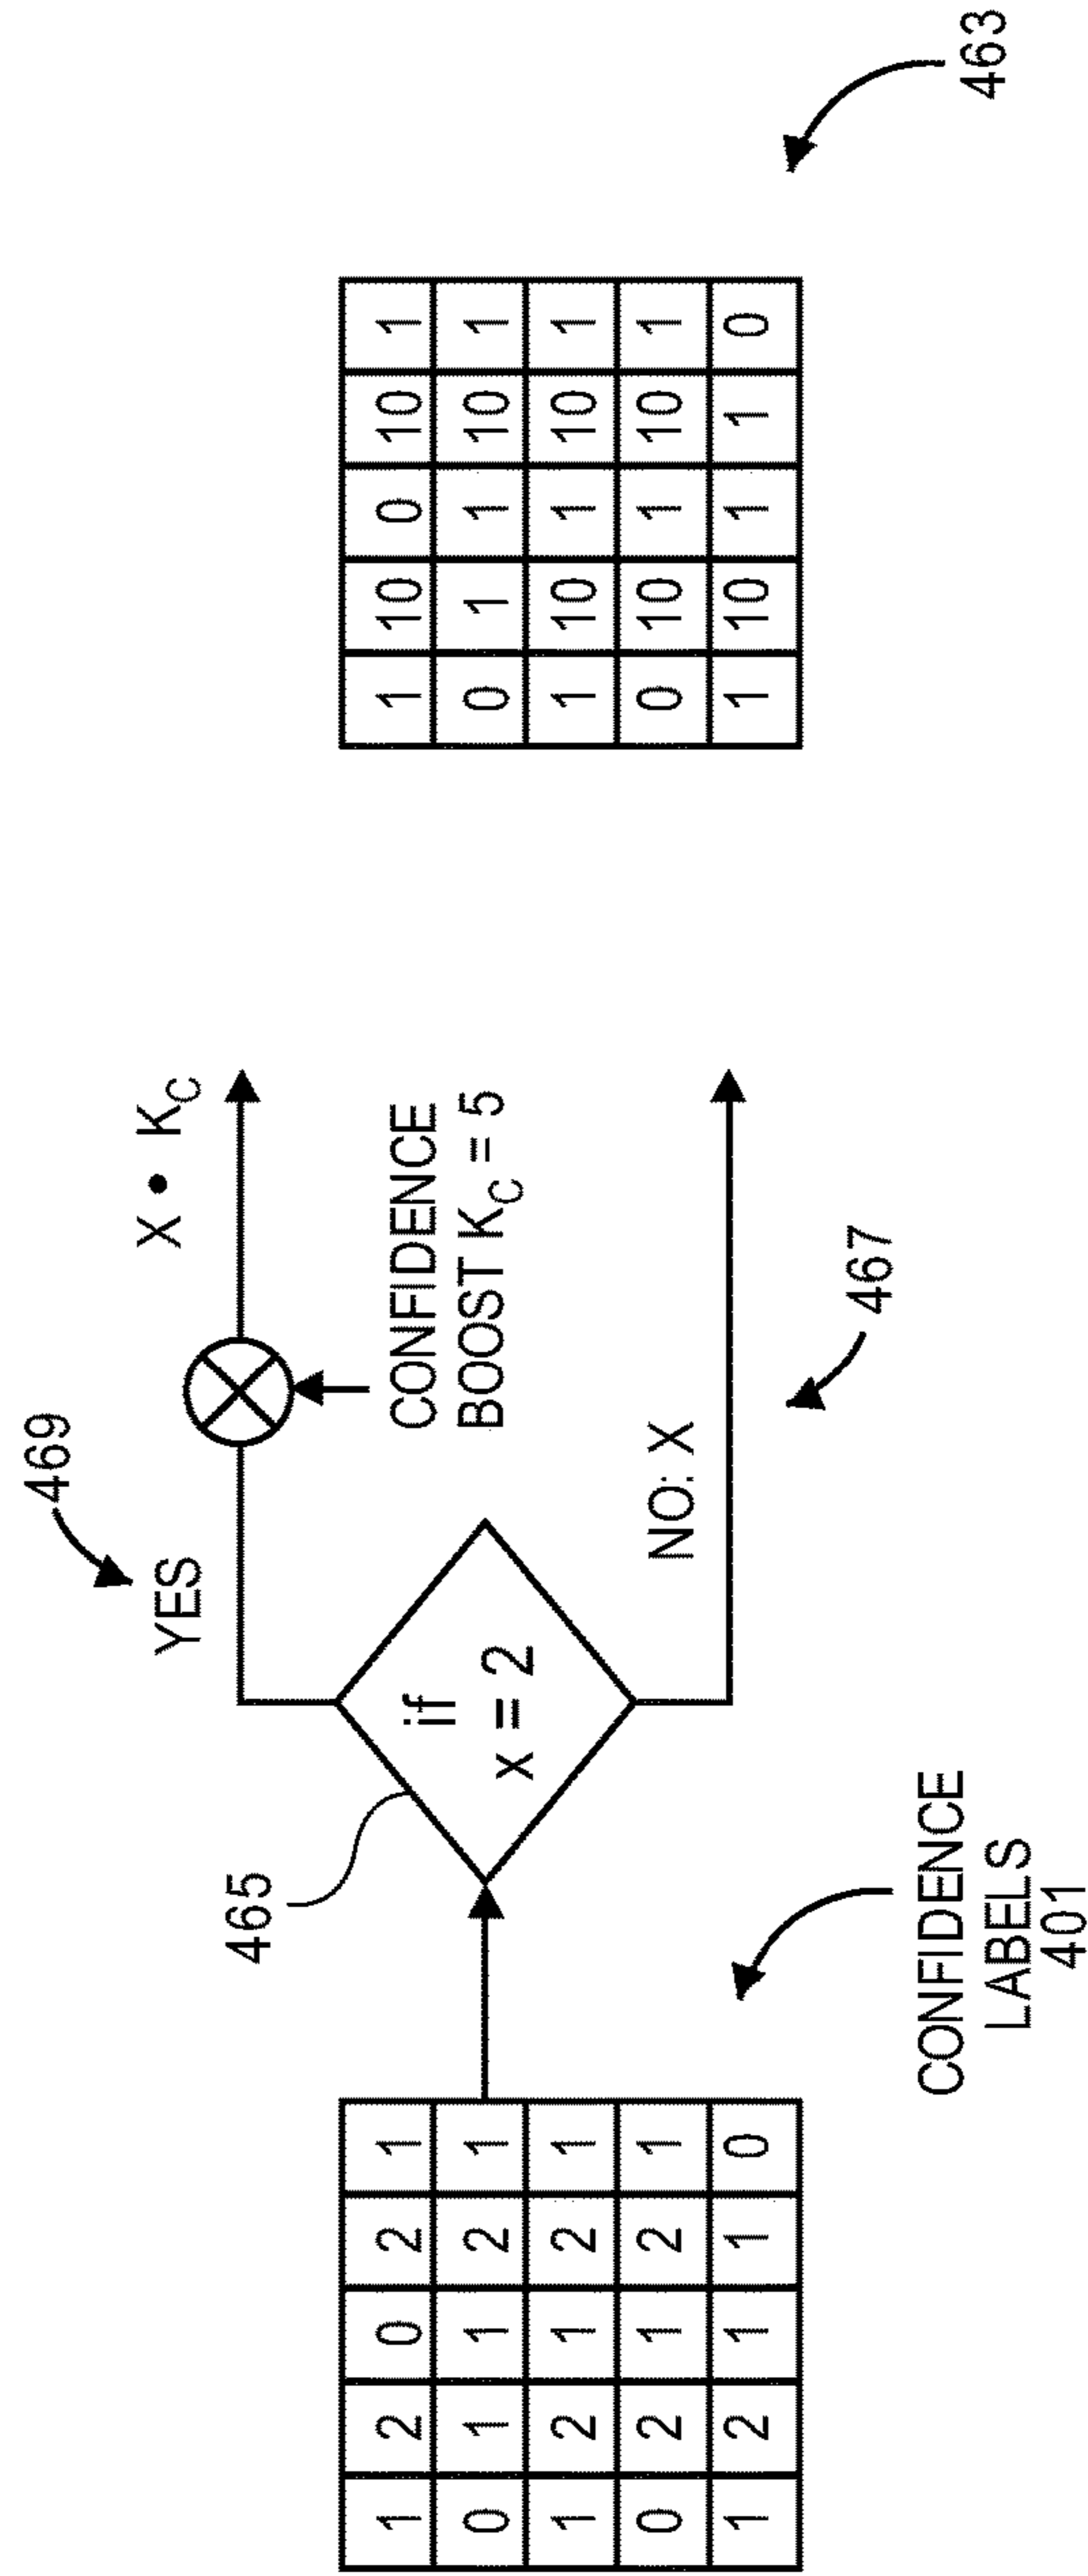 469
YES
X • K_C
465
if
x = 2
CONFIDENCE
BOOST K_C = 5
NO: X
467
1 2 0 2 1
0 1 1 2 1
1 2 1 2 1
0 2 1 2 1
1 2 1 1 0
CONFIDENCE
LABELS
401
1 10 0 10 1
0 1 1 10 1
1 10 1 10 1
0 10 1 10 1
1 10 1 1 0
463